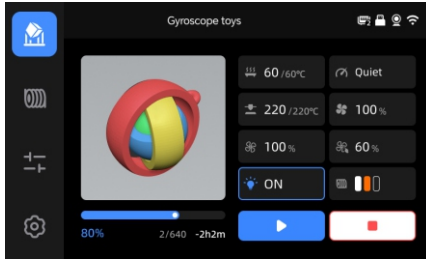 Gyroscope toys
60 /60℃
Quiet
220 /220℃
100 %
100 %
60 %
ON
80%
2/640
-2h2m